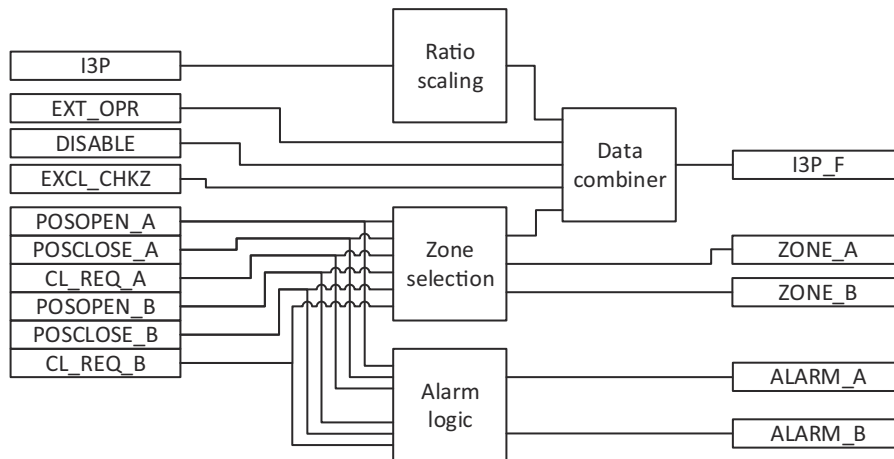 I3P
EXT_OPR
DISABLE
EXCL_CHKZ
POSOPEN_A
POSCLOSE_A
CL_REQ_A
POSOPEN_B
POSCLOSE_B
CL_REQ_B
Ratio
scaling
Zone
selection
Alarm
logic
Data
combiner
I3P_F
ZONE_A
ZONE_B
ALARM_A
ALARM_B